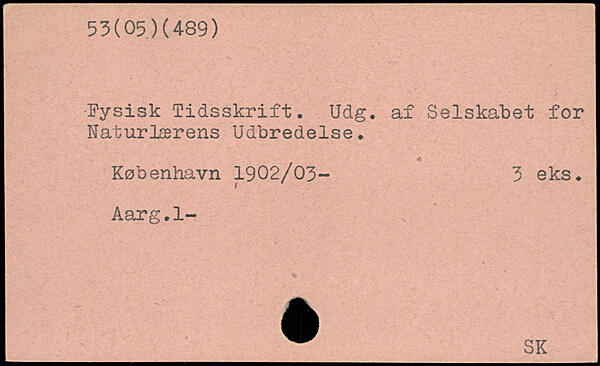 53(05)(489)
Fysisk Tidsskrift. Udg. af Selskabet for
Naturlærens Udbredelse.
København 1902/03- 3 eks.
Aarg.1-
SK